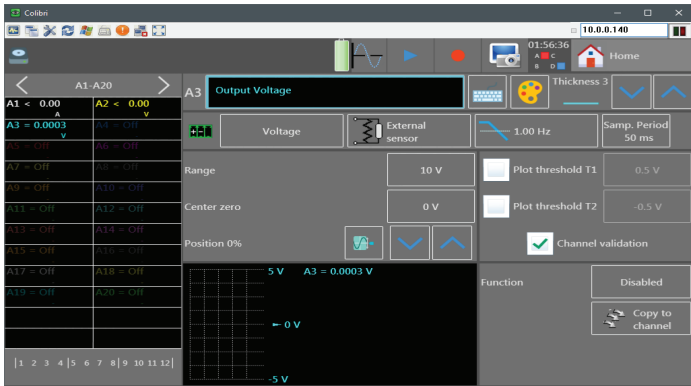 Colibri
10.0.0.140
01:56:36
A C
B D
Home
A1-A20
A3
Output Voltage
Thickness 3
A1 < 0.00
A
A2 < 0.00
V
A3 = 0.0003
V
A4 = Off
A5 = Off
A6 = Off
A7 = Off
A8 = Off
A9 = Off
A10 = Off
A11 = Off
A12 = Off
A13 = Off
A14 = Off
A15 = Off
A16 = Off
A17 = Off
A18 = Off
A19 = Off
A20 = Off
1 2 3 4 5 6 7 8 9 10 11 12
Voltage
External
sensor
1.00 Hz
Samp. Period
50 ms
Range
10 V
Center zero
0 V
Position 0%
Plot threshold T1
0.5 V
Plot threshold T2
-0.5 V
Channel validation
5 V
A3 = 0.0003 V
0 V
-5 V
Function
Disabled
Copy to
channel